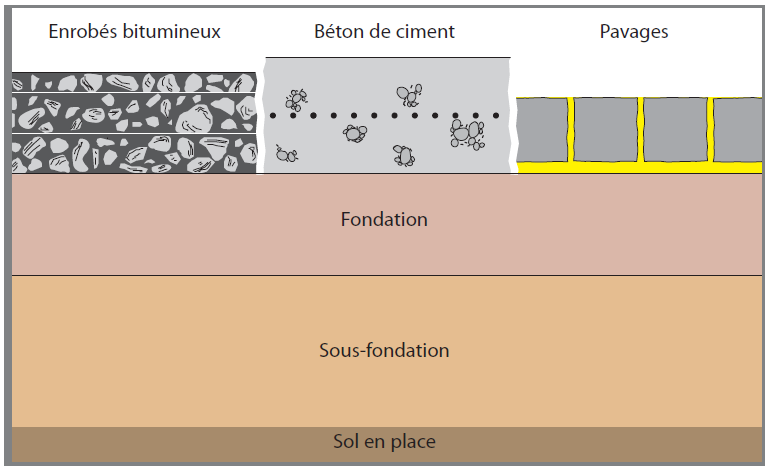 Enrobés bitumineux
Béton de ciment
Pavages
Fondation
Sous-fondation
Sol en place